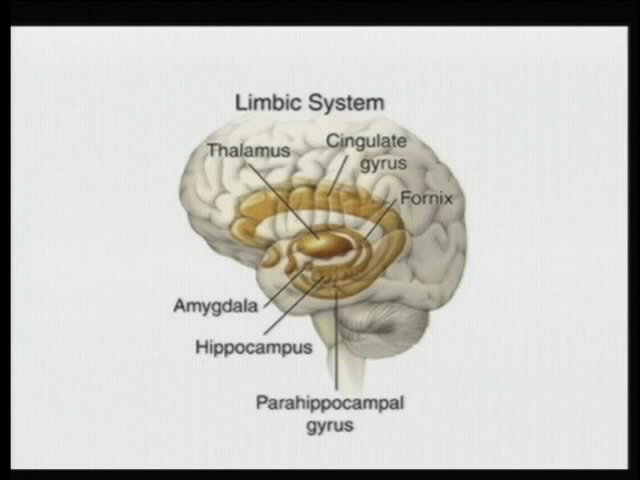 Limbic System
Thalamus
Cingulate
gyrus
Fornix
Amygdala
Hippocampus
Parahippocampal
gyrus